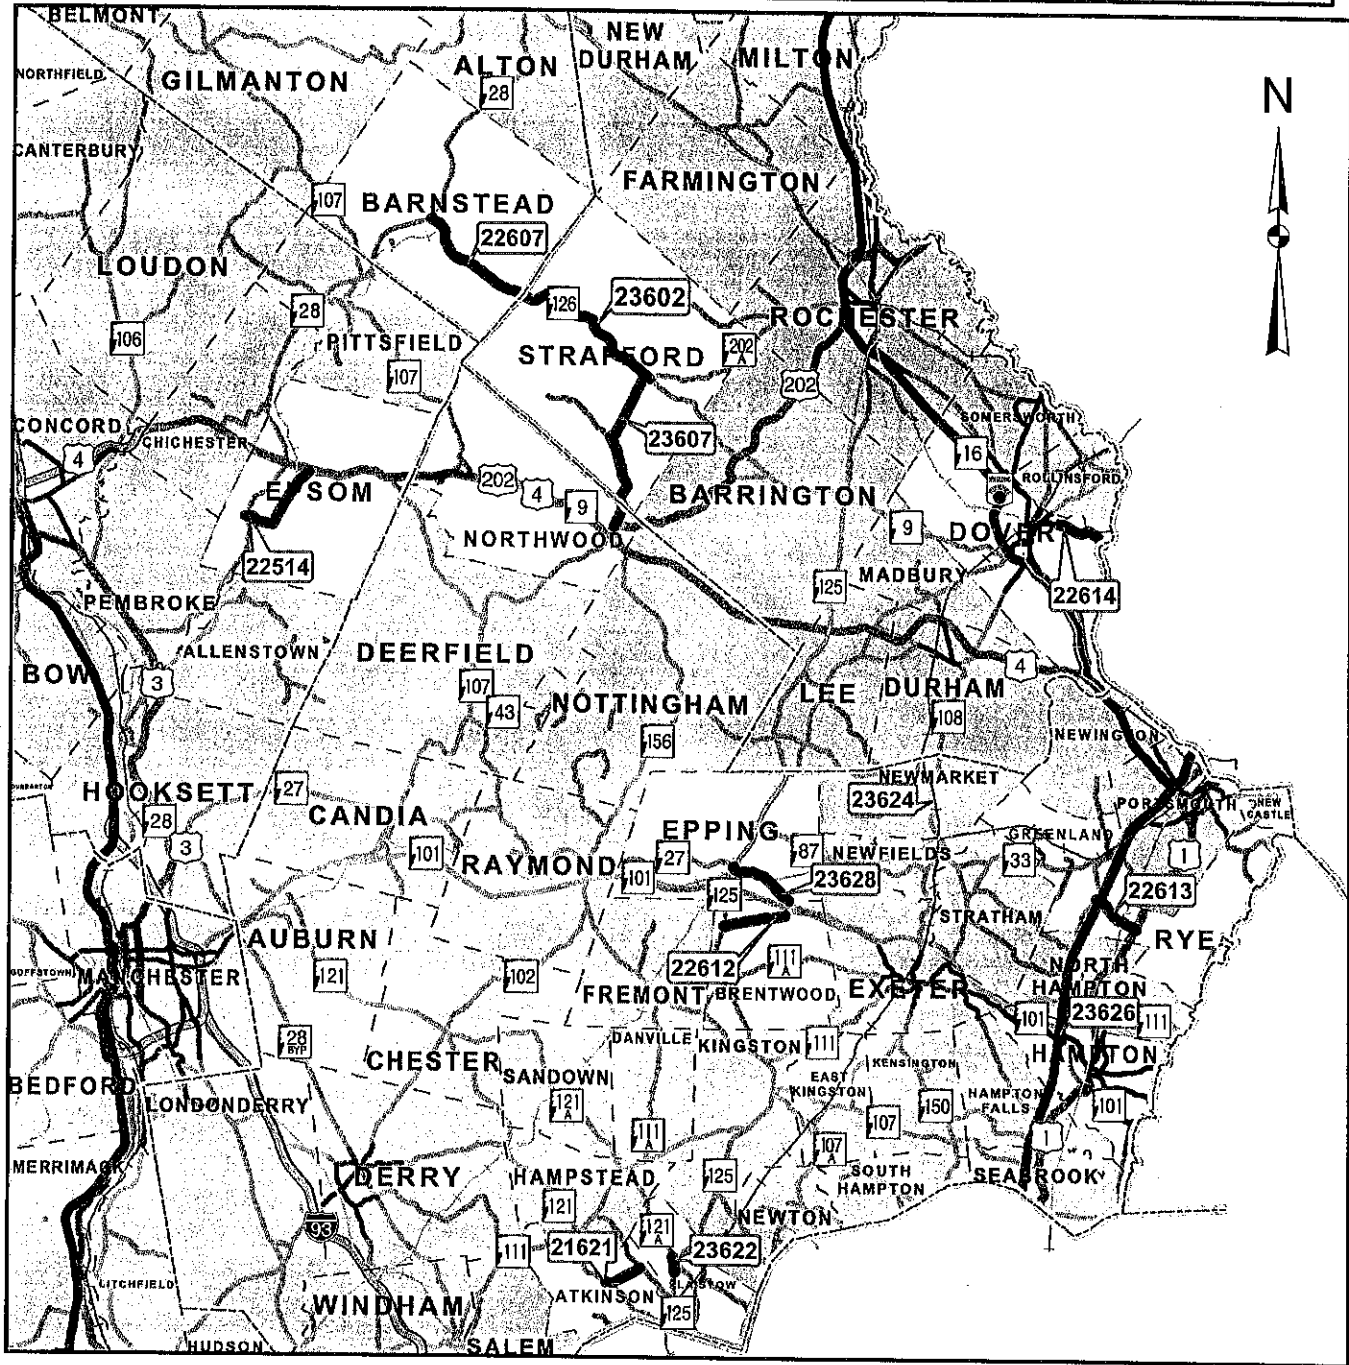 BELMONT
NEW
DURHAM
MILTON
ALTON
NORTHFIELD
GILMANTON
28
N
CANTERBURY
FARMINGTON
107
BARNSTEAD
22607
LOUDON
126
23602
28
ROCHESTER
106
PITTSFIELD
STRAFFORD
202
A
107
202
SOMERSWORTH
CONCORD
CHICHESTER
23607
4
16
EPSOM
202
4
ROLLINSFORD
9
BARRINGTON
9
DOVER
NORTHWOOD
22514
MADBURY
125
22614
PEMBROKE
ALLENSTOWN
DEERFIELD
BOW
3
4
107
LEE
DURHAM
43
NOTTINGHAM
108
156
NEWINGTON
NEWMARKET
HOOKSETT
27
23624
PORTSMOUTH
NEW
CASTLE
28
CANDIA
EPPING
GREENLAND
3
101
87
NEWFIELDS
33
1
RAYMOND
27
101
23628
22613
125
STRATHAM
AUBURN
RYE
GOFFSTOWN
MANCHESTER
121
102
22612
111
A
NORTH
HAMPTON
FREMONT
BRENTWOOD
EXETER
101
23626
111
28
BYP
DANVILLE
KINGSTON
111
HAMPTON
CHESTER
SANDOWN
KENSINGTON
BEDFORD
EAST
KINGSTON
HAMPTON
FALLS
LONDONDERRY
121
A
150
101
111
A
107
1
MERRIMACK
DERRY
HAMPSTEAD
125
107
A
SOUTH
HAMPTON
SEABROOK
121
NEWTON
93
121
A
111
21621
23622
LITCHFIELD
PLAISTOW
WINDHAM
ATKINSON
125
HUDSON
SALEM